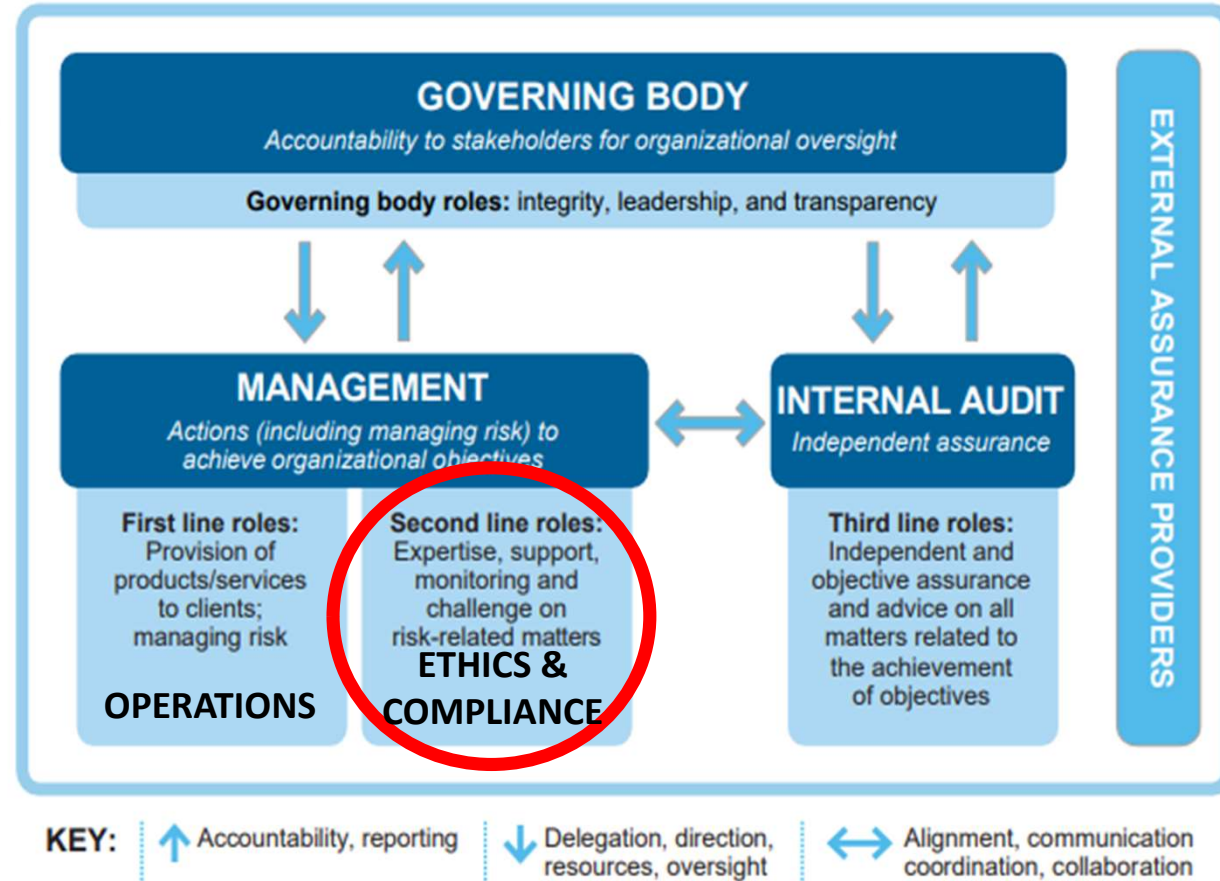 GOVERNING BODY
Accountability to stakeholders for organizational oversight
Governing body roles: integrity, leadership, and transparency
MANAGEMENT
Actions (including managing risk) to
achieve organizational objectives
First line roles:
Provision of
products/services
to clients;
managing risk
OPERATIONS
Second line roles:
Expertise, support,
monitoring and
challenge on
risk-related matters
ETHICS &
COMPLIANCE
INTERNAL AUDIT
Independent assurance
Third line roles:
Independent and
objective assurance
and advice on all
matters related to
the achievement
of objectives
EXTERNAL ASSURANCE PROVIDERS
KEY:
Accountability, reporting
Delegation, direction,
resources, oversight
Alignment, communication
coordination, collaboration